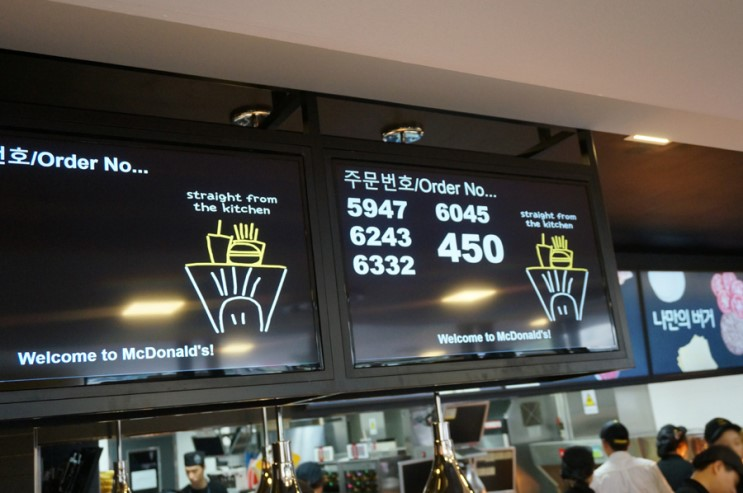 번호/Order No...
straight from
the kitchen
Welcome to McDonald's!
주문번호/Order No...
5947
6045
6243
450
6332
straight from
the kitchen
Welcome to McDonald's!
나만의 버거